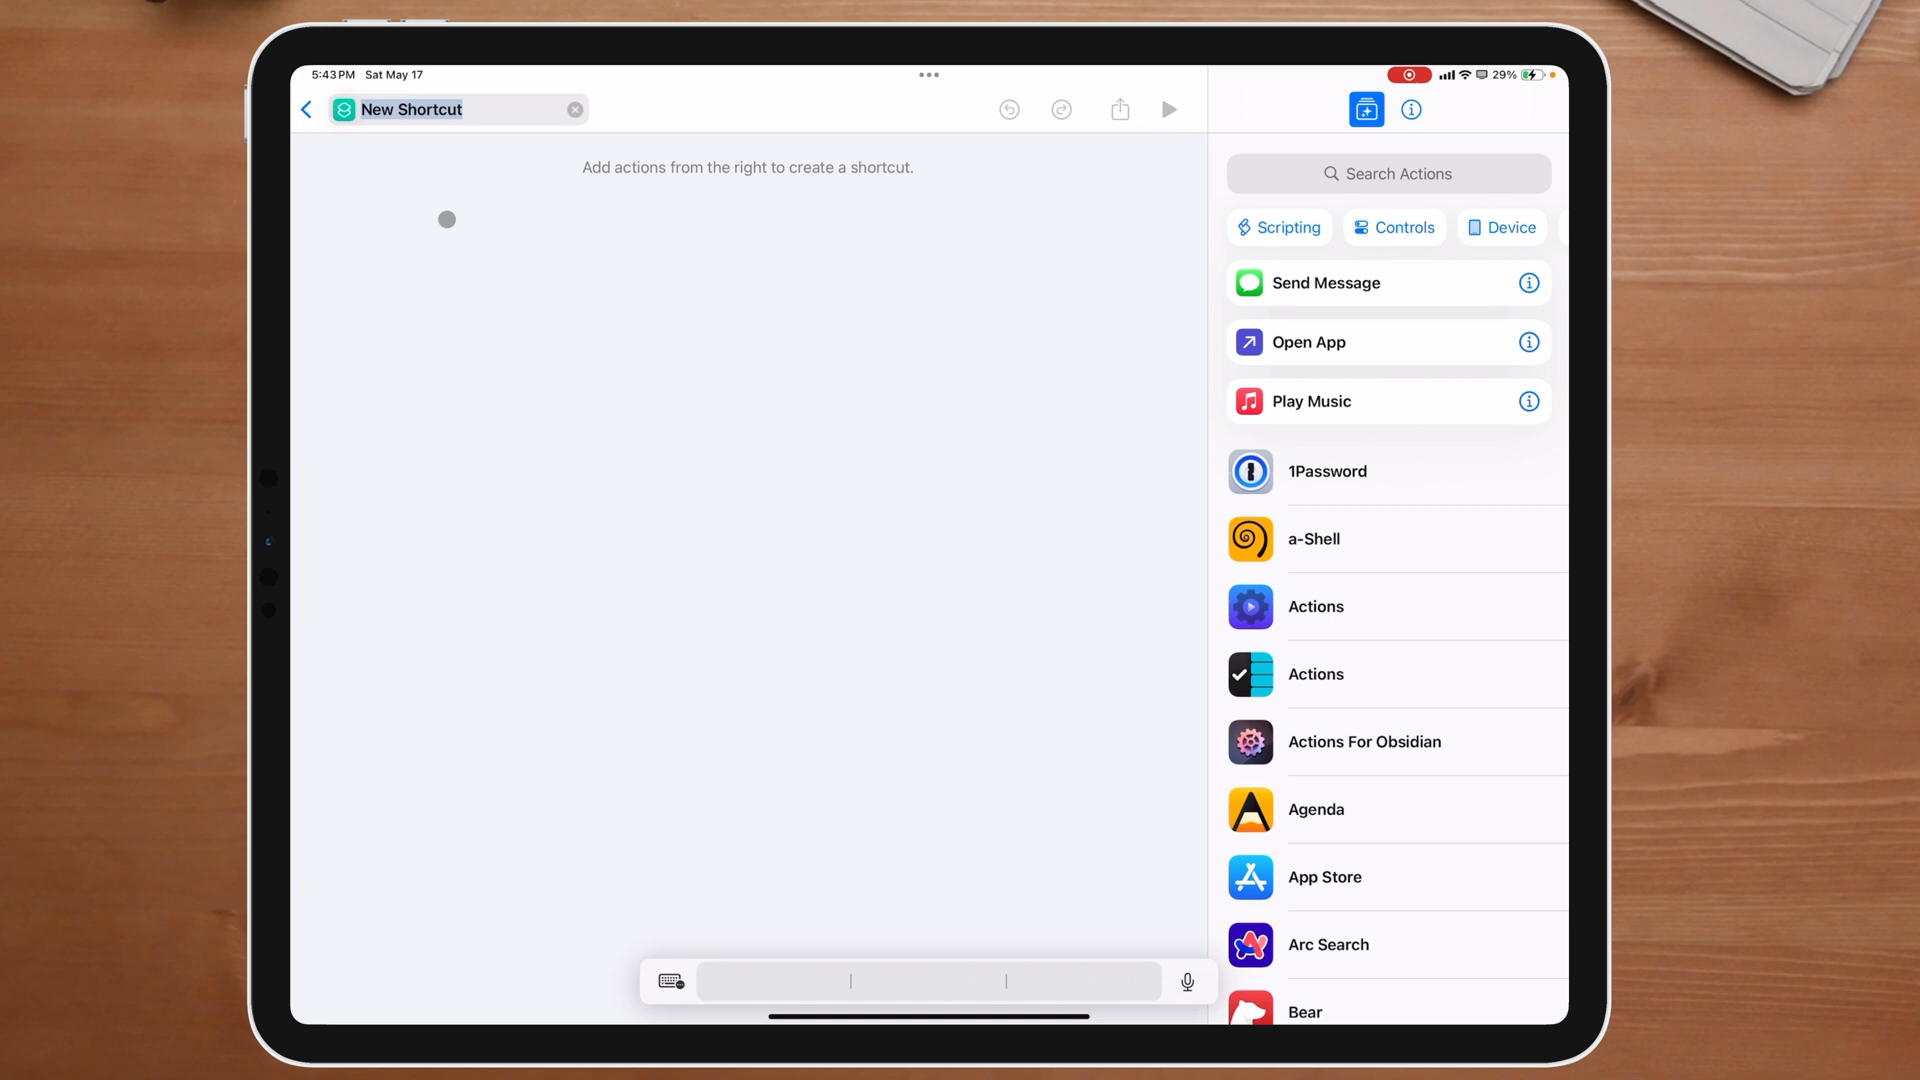 5:43 PM Sat May 17
29%
New Shortcut
Add actions from the right to create a shortcut.
Search Actions
Scripting
Controls
Device
Send Message
Open App
Play Music
1Password
a-Shell
Actions
Actions
Actions For Obsidian
Agenda
App Store
Arc Search
Bear